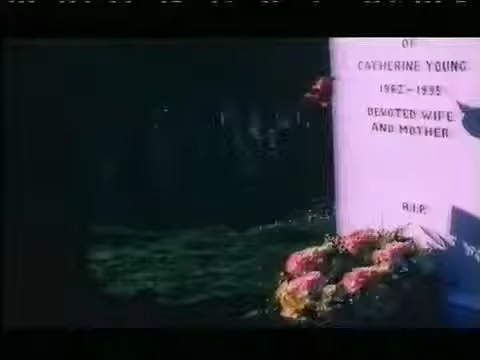 OF
CATHERINE YOUNG
1962-1995
DEVOTED WIFE
AND MOTHER
R.I.P.